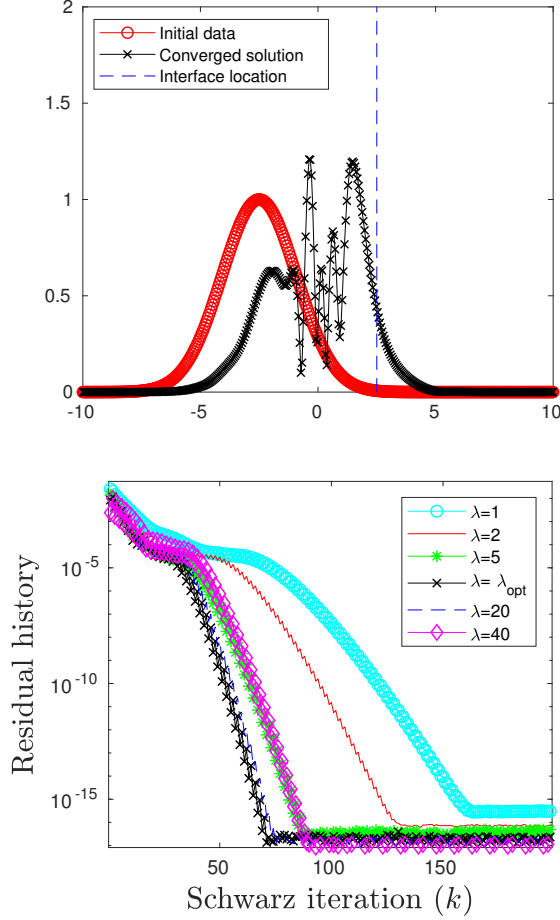 2
1.5
1
0.5
0
-10
-5
0
5
10
Initial data
Converged solution
Interface location
Residual history
10^-5
10^-10
10^-15
50
100
150
λ=1
λ=2
λ=5
λ= λ_opt
λ=20
λ=40
Schwarz iteration (k)